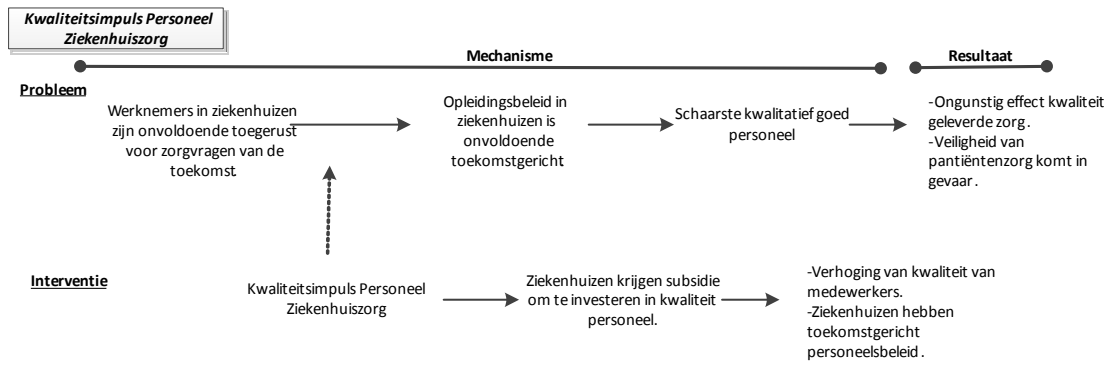 Kwaliteitsimpuls Personeel
Ziekenhuiszorg
Mechanisme
Resultaat
Probleem
Werknemers in ziekenhuizen
zijn onvoldoende toegerust
voor zorgvragen van de
toekomst.
Opleidingsbeleid in
ziekenhuizen is
onvoldoende
toekomstgericht
Schaarste kwalitatief goed
personeel
-Ongunstig effect kwaliteit
geleverde zorg.
-Veiligheid van
pantiëntenzorg komt in
gevaar.
Interventie
Kwaliteitsimpuls Personeel
Ziekenhuiszorg
Ziekenhuizen krijgen subsidie
om te investeren in kwaliteit
personeel.
-Verhoging van kwaliteit van
medewerkers.
-Ziekenhuizen hebben
toekomstgericht
personeelsbeleid.